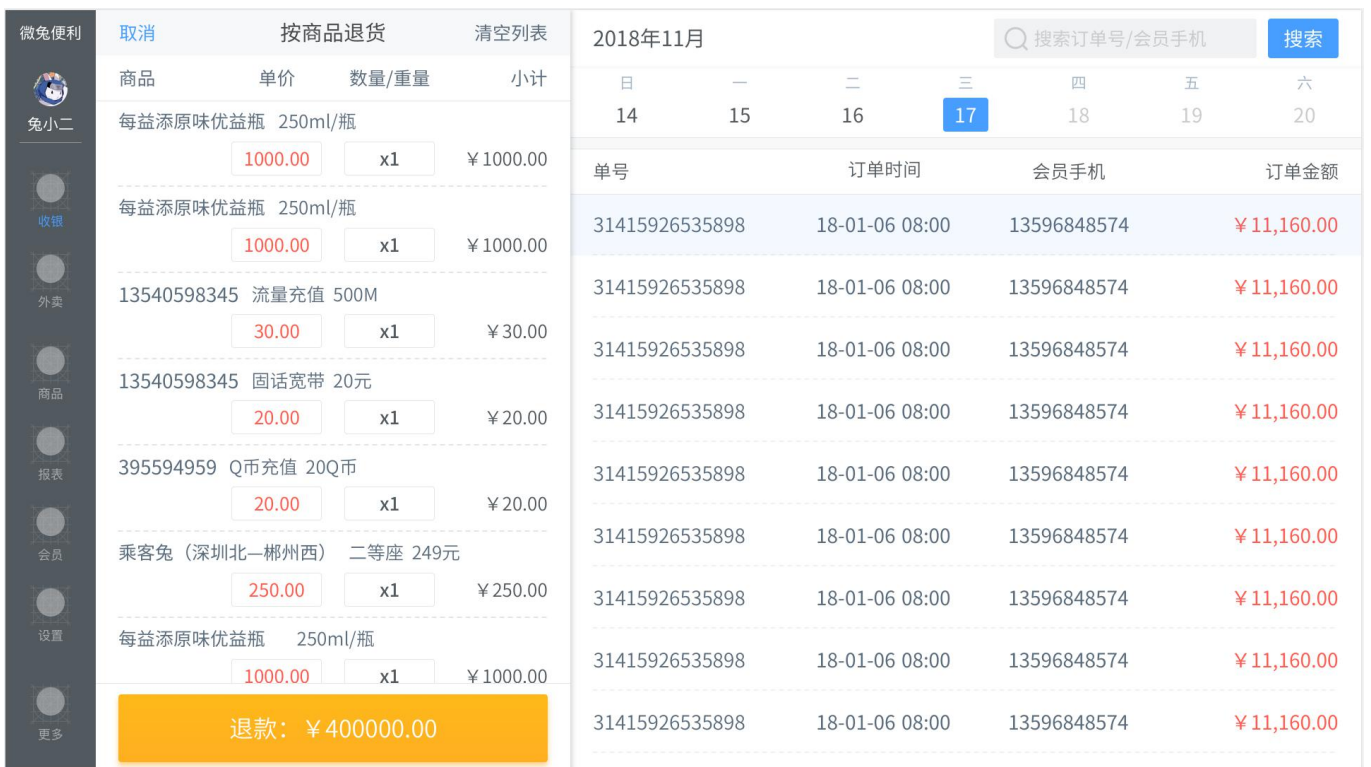 微兔便利
兔小二
收银
外卖
商品
报表
会员
设置
更多
取消 按商品退货 清空列表
商品 单价 数量/重量 小计
每益添原味优益瓶 250ml/瓶
1000.00 x1 ￥1000.00
每益添原味优益瓶 250ml/瓶
1000.00 x1 ￥1000.00
13540598345 流量充值 500M
30.00 x1 ￥30.00
13540598345 固话宽带 20元
20.00 x1 ￥20.00
395594959 Q币充值 20Q币
20.00 x1 ￥20.00
乘客兔（深圳北—郴州西） 二等座 249元
250.00 x1 ￥250.00
每益添原味优益瓶 250ml/瓶
1000.00 x1 ￥1000.00
退款：￥400000.00
2018年11月 搜索订单号/会员手机 搜索
日 一 二 三 四 五 六
14 15 16 17 18 19 20
单号 订单时间 会员手机 订单金额
31415926535898 18-01-06 08:00 13596848574 ￥11,160.00
31415926535898 18-01-06 08:00 13596848574 ￥11,160.00
31415926535898 18-01-06 08:00 13596848574 ￥11,160.00
31415926535898 18-01-06 08:00 13596848574 ￥11,160.00
31415926535898 18-01-06 08:00 13596848574 ￥11,160.00
31415926535898 18-01-06 08:00 13596848574 ￥11,160.00
31415926535898 18-01-06 08:00 13596848574 ￥11,160.00
31415926535898 18-01-06 08:00 13596848574 ￥11,160.00
31415926535898 18-01-06 08:00 13596848574 ￥11,160.00